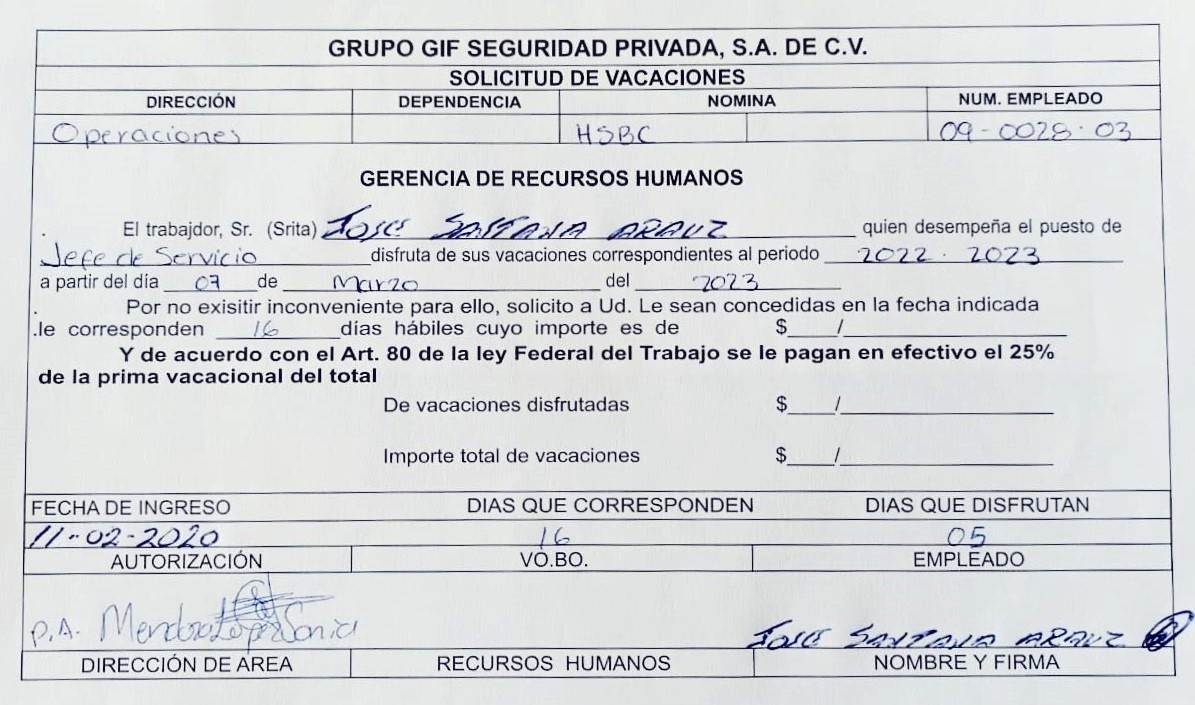 GRUPO GIF SEGURIDAD PRIVADA, S.A. DE C.V.
SOLICITUD DE VACACIONES
DIRECCIÓN DEPENDENCIA NOMINA NUM. EMPLEADO
Operaciones HSBC 09-0028-03
GERENCIA DE RECURSOS HUMANOS
. El trabajador, Sr. (Srita) JOSE SANTANA ARAUZ quien desempeña el puesto de
Jefe de Servicio disfruta de sus vacaciones correspondientes al periodo 2022-2023
a partir del día 07 de Marzo del 2023
. Por no exisitir inconveniente para ello, solicito a Ud. Le sean concedidas en la fecha indicada
.le corresponden 16 días hábiles cuyo importe es de $ /
Y de acuerdo con el Art. 80 de la ley Federal del Trabajo se le pagan en efectivo el 25%
de la prima vacacional del total
De vacaciones disfrutadas $ /
Importe total de vacaciones $ /
FECHA DE INGRESO DIAS QUE CORRESPONDEN DIAS QUE DISFRUTAN
11-02-2020 16 05
AUTORIZACIÓN VO.BO. EMPLEADO
P.A. Mendoza López Sonia JOSE SANTANA ARAUZ
DIRECCIÓN DE AREA RECURSOS HUMANOS NOMBRE Y FIRMA